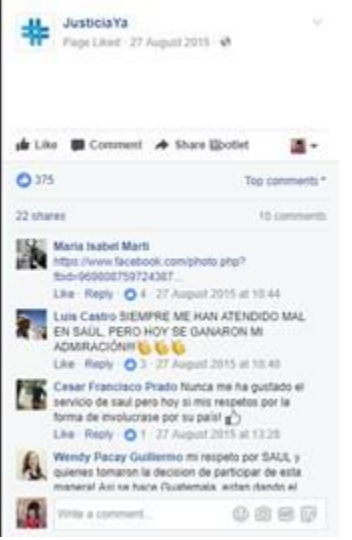 JusticiaYa
Page Liked · 27 August 2015 ·
Like Comment Share
375
Top comments
22 shares
10 comments
Maria Isabel Marti
https://www.facebook.com/photo.php?
fbid=969808759724387...
Like · Reply · 4 · 27 August 2015 at 10:44
Luis Castro SIEMPRE ME HAN ATENDIDO MAL
EN SAÚL, PERO HOY SE GANARON MI
ADMIRACIÓN!!!
Like · Reply · 3 · 27 August 2015 at 10:40
Cesar Francisco Prado Nunca me ha gustado el
servicio de saul pero hoy si mis respetos por la
forma de involucrase por su país!
Like · Reply · 1 · 27 August 2015 at 13:28
Wendy Pacay Guillermo mi respeto por SAUL y
quienes tomaron la decision de participar de esta
manera! Asi se hace Guatemala, estan dando el
Write a comment...